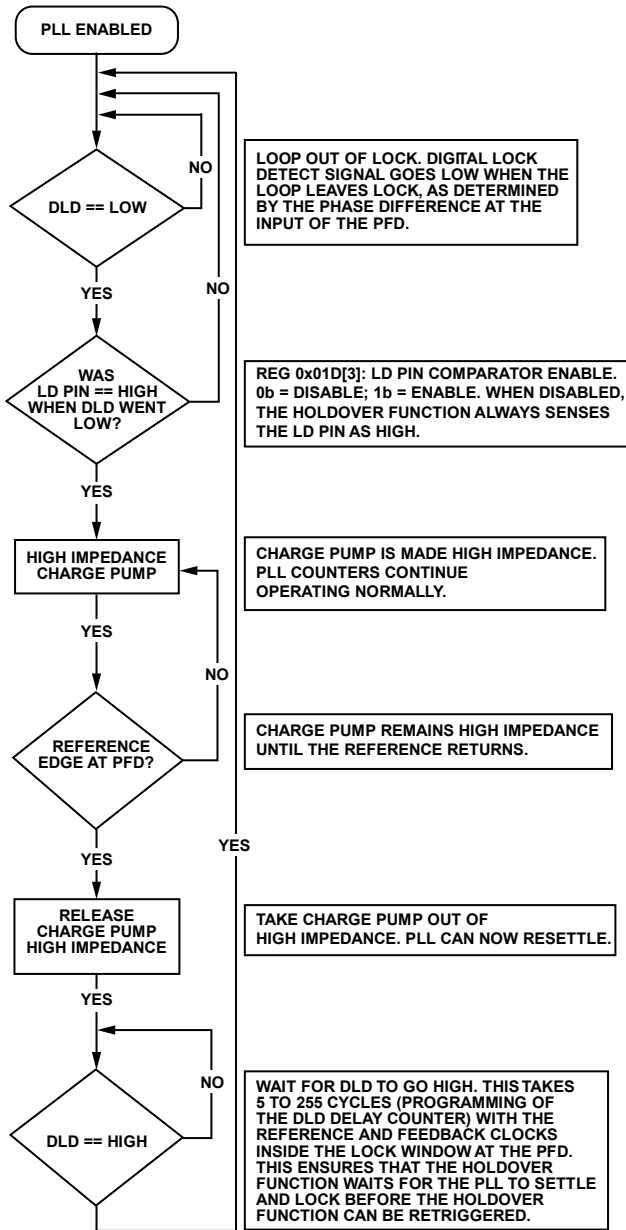 PLL ENABLED
NO
DLD == LOW
LOOP OUT OF LOCK. DIGITAL LOCK
DETECT SIGNAL GOES LOW WHEN THE
LOOP LEAVES LOCK, AS DETERMINED
BY THE PHASE DIFFERENCE AT THE
INPUT OF THE PFD.
YES
NO
WAS
LD PIN == HIGH
WHEN DLD WENT
LOW?
REG 0x01D[3]: LD PIN COMPARATOR ENABLE.
0b = DISABLE; 1b = ENABLE. WHEN DISABLED,
THE HOLDOVER FUNCTION ALWAYS SENSES
THE LD PIN AS HIGH.
YES
HIGH IMPEDANCE
CHARGE PUMP
CHARGE PUMP IS MADE HIGH IMPEDANCE.
PLL COUNTERS CONTINUE
OPERATING NORMALLY.
YES
NO
REFERENCE
EDGE AT PFD?
CHARGE PUMP REMAINS HIGH IMPEDANCE
UNTIL THE REFERENCE RETURNS.
YES
YES
RELEASE
CHARGE PUMP
HIGH IMPEDANCE
TAKE CHARGE PUMP OUT OF
HIGH IMPEDANCE. PLL CAN NOW RESETTLE.
YES
NO
DLD == HIGH
WAIT FOR DLD TO GO HIGH. THIS TAKES
5 TO 255 CYCLES (PROGRAMMING OF
THE DLD DELAY COUNTER) WITH THE
REFERENCE AND FEEDBACK CLOCKS
INSIDE THE LOCK WINDOW AT THE PFD.
THIS ENSURES THAT THE HOLDOVER
FUNCTION WAITS FOR THE PLL TO SETTLE
AND LOCK BEFORE THE HOLDOVER
FUNCTION CAN BE RETRIGGERED.